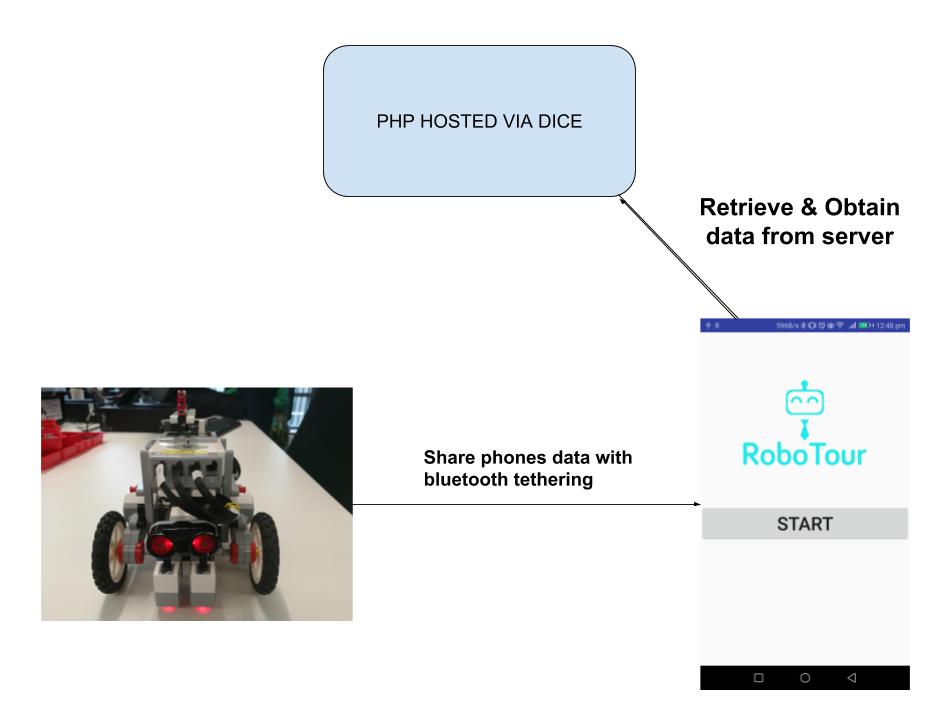 PHP HOSTED VIA DICE
Retrieve & Obtain
data from server
596B/s
12:48 pm
Share phones data with
bluetooth tethering
RoboTour
START